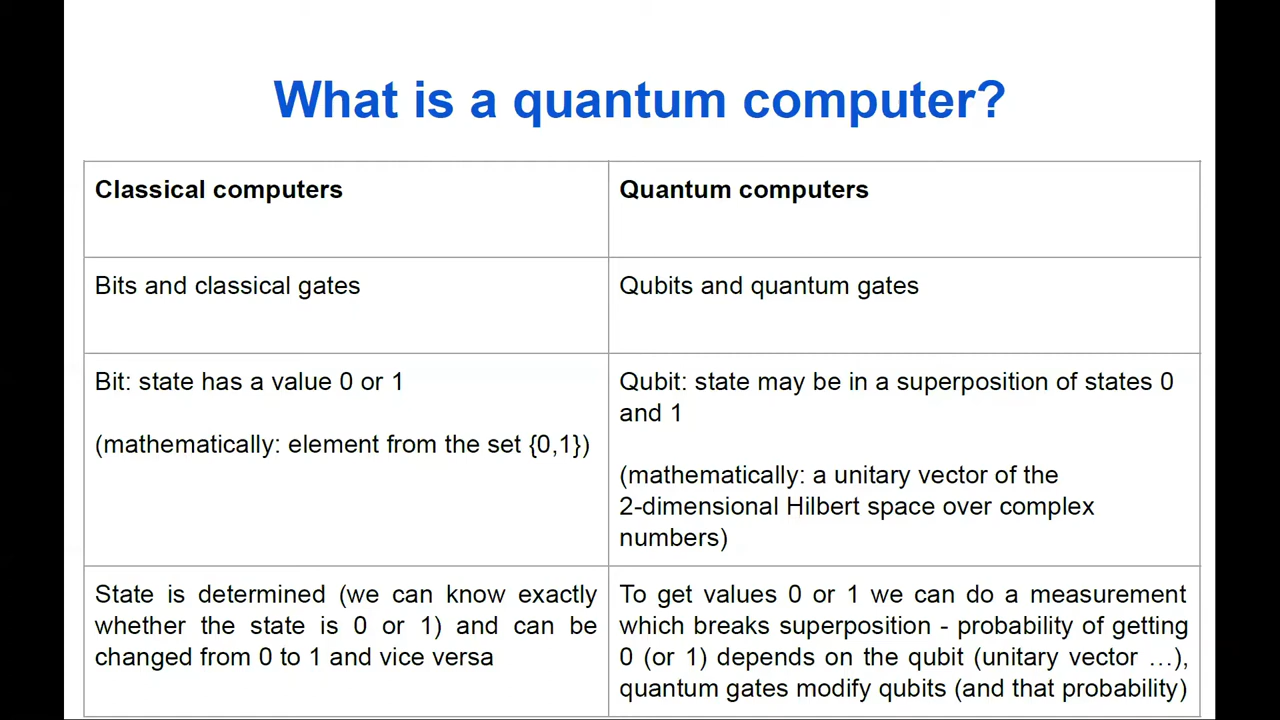 What is a quantum computer?
Classical computers
Quantum computers
Bits and classical gates
Qubits and quantum gates
Bit: state has a value 0 or 1
(mathematically: element from the set {0,1})
Qubit: state may be in a superposition of states 0
and 1
(mathematically: a unitary vector of the
2-dimensional Hilbert space over complex
numbers)
State is determined (we can know exactly
whether the state is 0 or 1) and can be
changed from 0 to 1 and vice versa
To get values 0 or 1 we can do a measurement
which breaks superposition - probability of getting
0 (or 1) depends on the qubit (unitary vector …),
quantum gates modify qubits (and that probability)